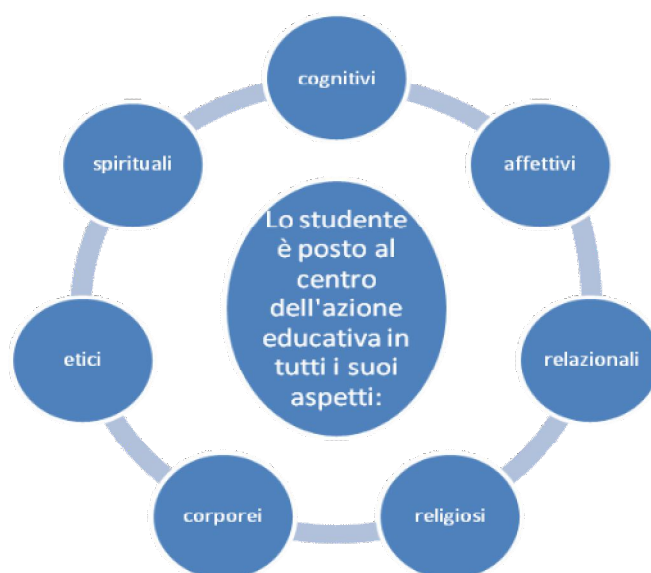 cognitivi
spirituali
affettivi
Lo studente
è posto al
centro
dell'azione
educativa in
tutti i suoi
aspetti:
etici
relazionali
corporei
religiosi